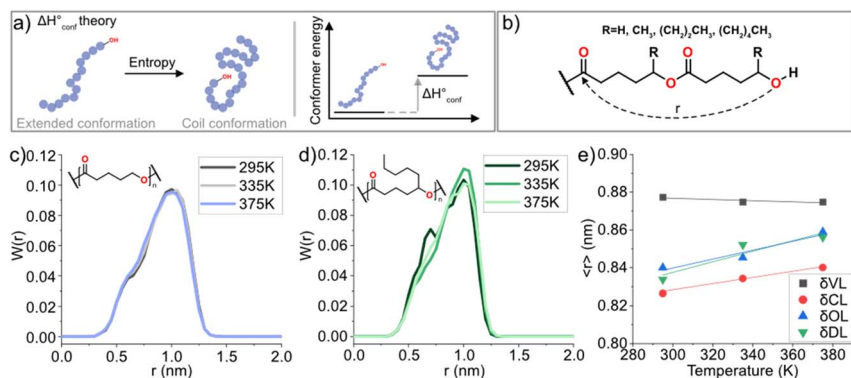 a)
ΔH°conf theory
Entropy
OH
OH
Extended conformation
Coil conformation
Conformer energy
OH
OH
ΔH°conf
b)
R=H, CH3, (CH2)2CH3, (CH2)4CH3
O R O R
O O H
r
c)
O
O n
295K
335K
375K
W(r)
0.12
0.10
0.08
0.06
0.04
0.02
0.00
0.0 0.5 1.0 1.5 2.0
r (nm)
d)
O
O n
295K
335K
375K
W(r)
0.12
0.10
0.08
0.06
0.04
0.02
0.00
0.0 0.5 1.0 1.5 2.0
r (nm)
e)
<r> (nm)
0.90
0.88
0.86
0.84
0.82
0.80
δVL
δCL
δOL
δDL
280 300 320 340 360 380
Temperature (K)